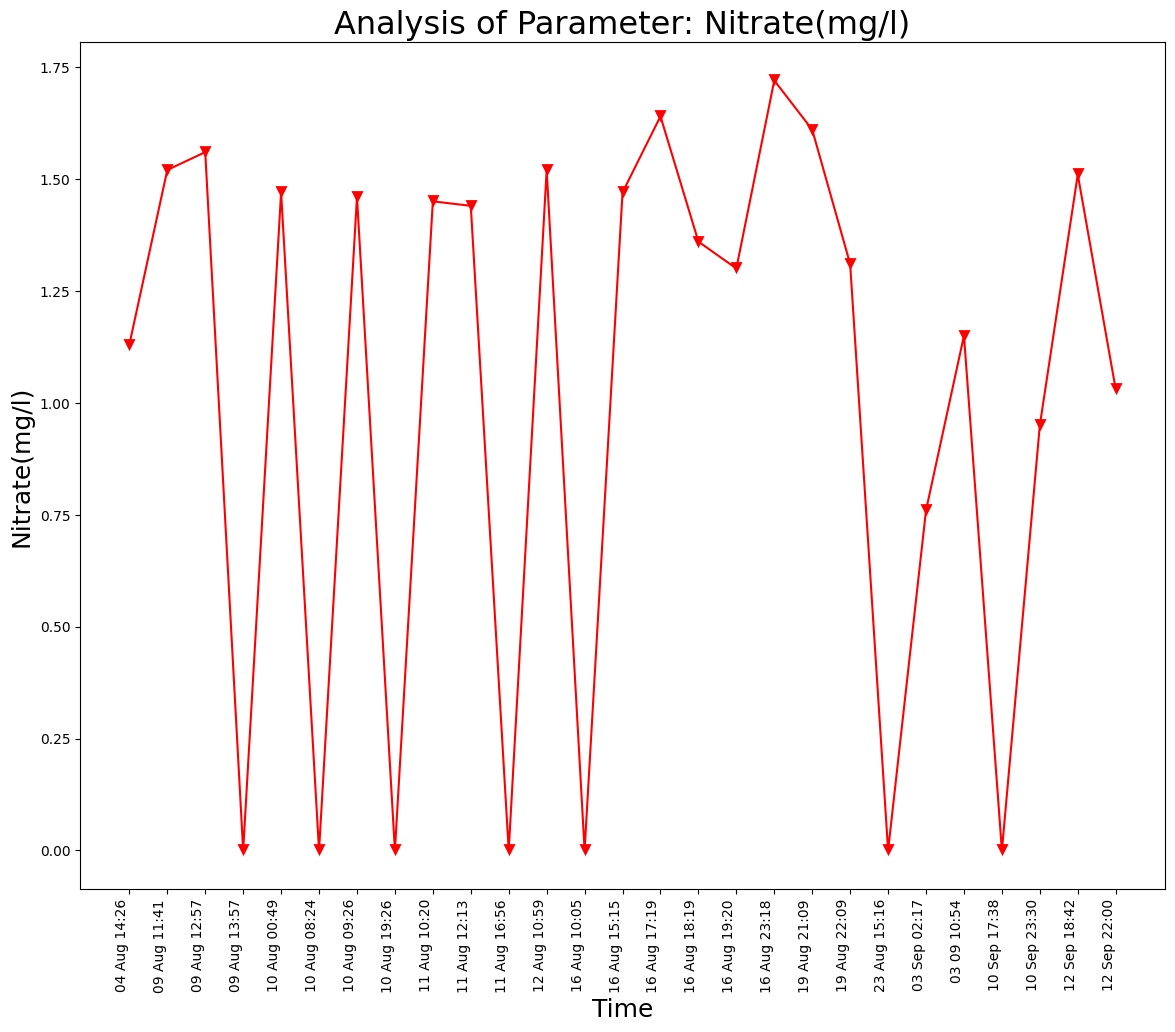 Analysis of Parameter: Nitrate(mg/l)
Nitrate(mg/l)
1.75
1.50
1.25
1.00
0.75
0.50
0.25
0.00
04 Aug 14:26
09 Aug 11:41
09 Aug 12:57
09 Aug 13:57
10 Aug 00:49
10 Aug 08:24
10 Aug 09:26
10 Aug 19:26
11 Aug 10:20
11 Aug 12:13
11 Aug 16:56
12 Aug 10:59
16 Aug 10:05
16 Aug 15:15
16 Aug 17:19
16 Aug 18:19
16 Aug 19:20
16 Aug 23:18
19 Aug 21:09
19 Aug 22:09
23 Aug 15:16
03 Sep 02:17
03 09 10:54
10 Sep 17:38
10 Sep 23:30
12 Sep 18:42
12 Sep 22:00
Time